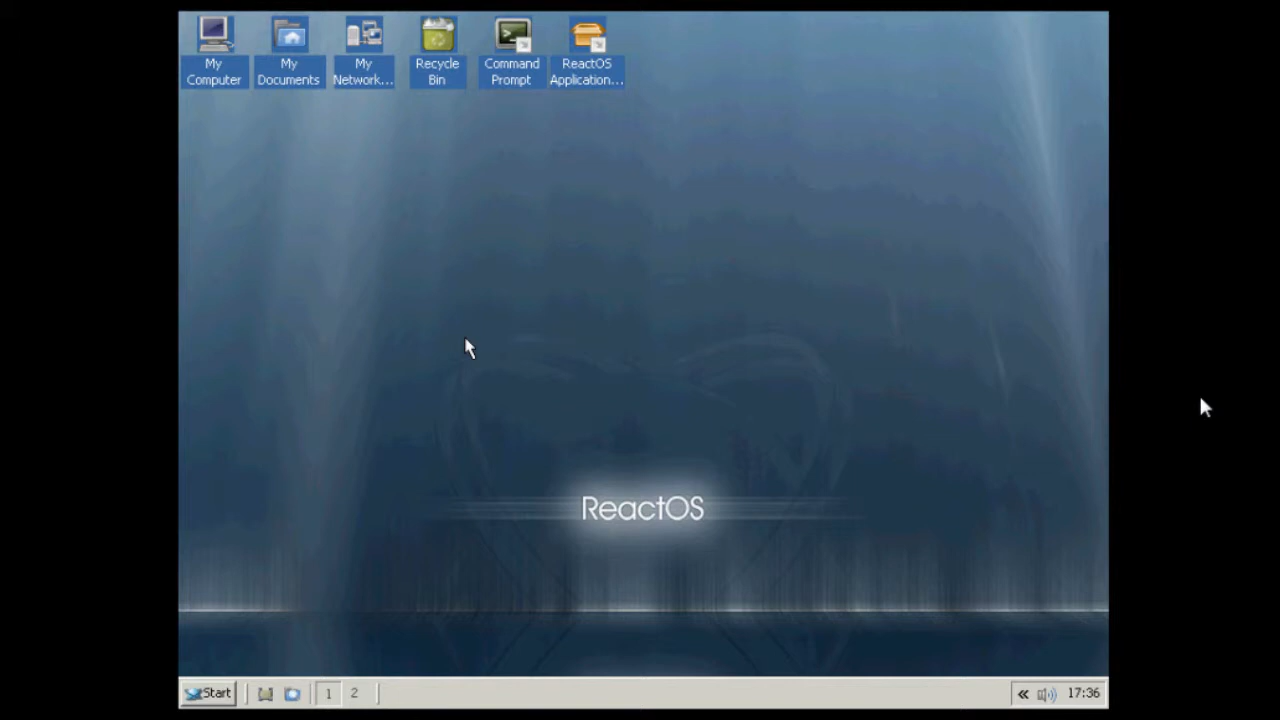 My
Computer
My
Documents
My
Network...
Recycle
Bin
Command
Prompt
ReactOS
Application...
ReactOS
Start
1
2
17:36